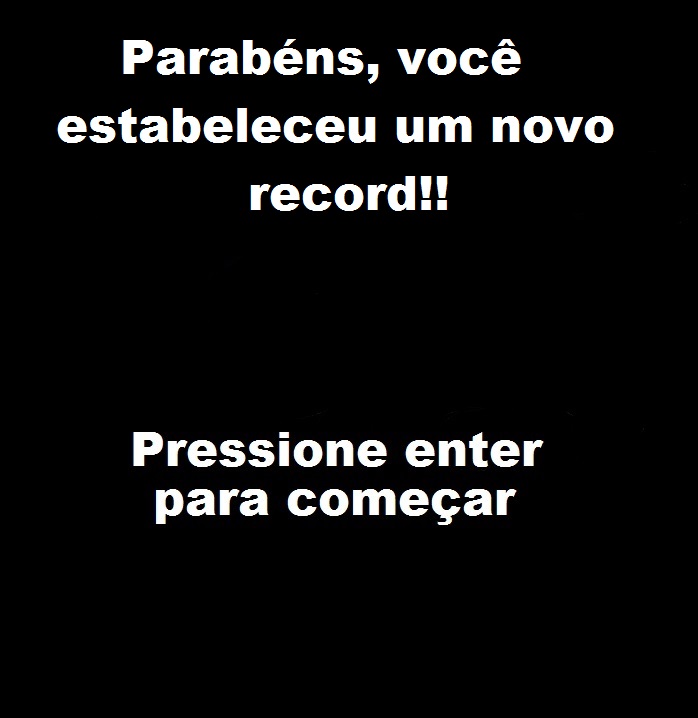 Parabéns, você
estabeleceu um novo
record!!
Pressione enter
para começar